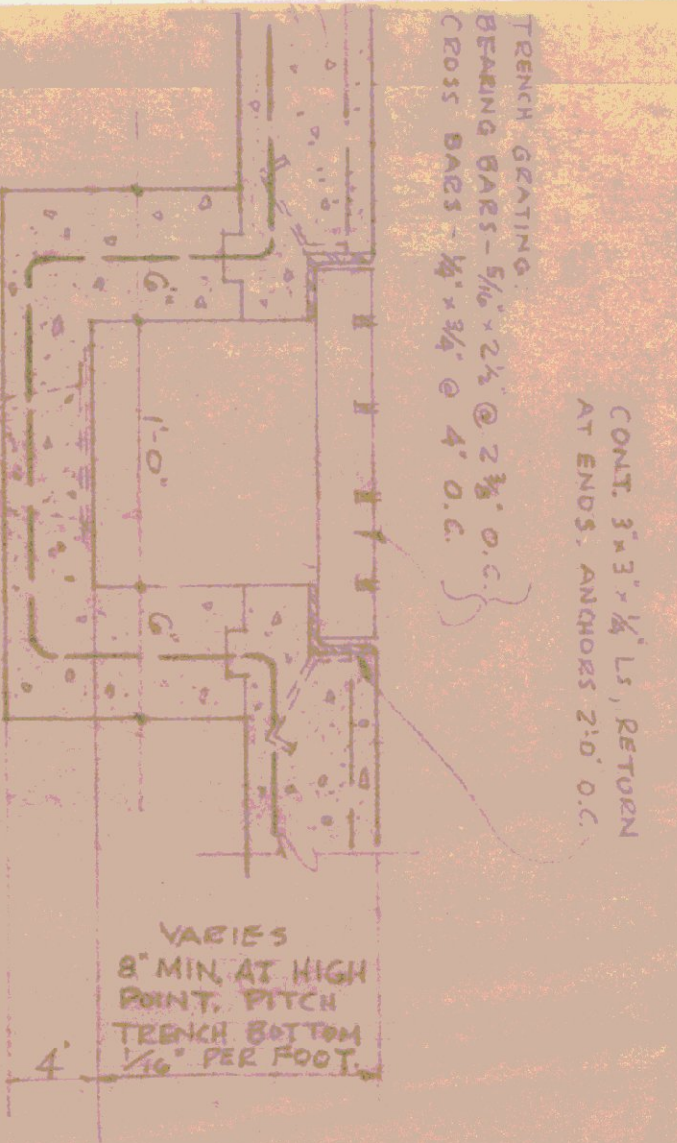 CONT. 3" x 3" x 1/4" LS, RETURN
AT ENDS. ANCHORS 2'-0" O.C.
TRENCH GRATING:
BEARING BARS - 5/16" x 2 1/2" @ 2 3/8" O.C.
CROSS BARS - 1/4" x 3/4" @ 4" O.C.
6"
1'-0"
6"
VARIES
8" MIN. AT HIGH
POINT. PITCH
TRENCH BOTTOM
1/16" PER FOOT.
4"